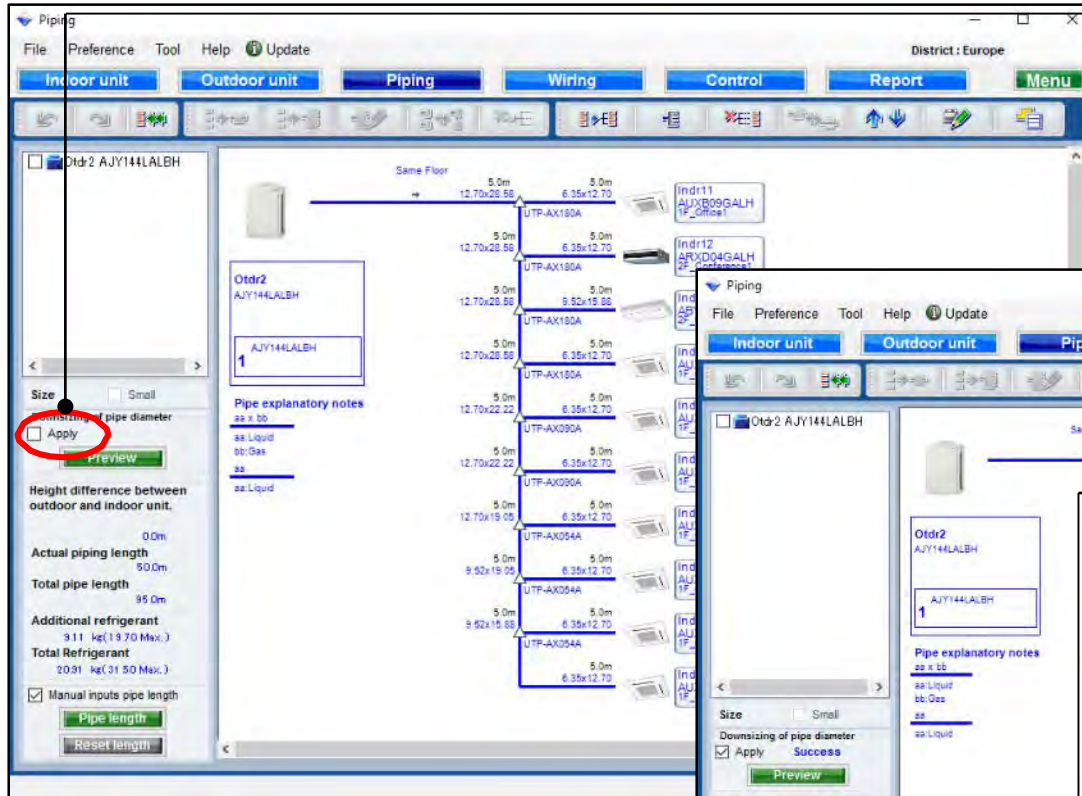 Piping
File Preference Tool Help Update District : Europe
Indoor unit Outdoor unit Piping Wiring Control Report Menu
Otdr2 AJY144LALBH
Size Small
Downsizing of pipe diameter
Apply
Preview
Height difference between
outdoor and indoor unit.
0.0m
Actual piping length
50.0m
Total pipe length
95.0m
Additional refrigerant
9.11 kg(19.70 Max.)
Total Refrigerant
20.91 kg(31.50 Max.)
Manual inputs pipe length
Pipe length
Reset length
Otdr2
AJY144LALBH
AJY144LALBH
1
Pipe explanatory notes
aa x bb
aa:Liquid
bb:Gas
aa
aa:Liquid
Same Floor
5.0m 5.0m
12.70x28.58 6.35x12.70
UTP-AX180A
Indr11
AUXB09GALH
1F_Office1
5.0m 5.0m
12.70x28.58 6.35x12.70
UTP-AX180A
Indr12
ARXD04GALH
2F_Conference1
5.0m 5.0m
12.70x28.58 9.52x15.88
UTP-AX180A
5.0m 5.0m
12.70x28.58 6.35x12.70
UTP-AX180A
5.0m 5.0m
12.70x22.22 6.35x12.70
UTP-AX090A
5.0m 5.0m
12.70x22.22 6.35x12.70
UTP-AX090A
5.0m 5.0m
12.70x19.05 6.35x12.70
UTP-AX054A
5.0m 5.0m
9.52x19.05 6.35x12.70
UTP-AX054A
5.0m 5.0m
9.52x15.88 6.35x12.70
UTP-AX054A
5.0m
6.35x12.70
Piping
File Preference Tool Help Update
Indoor unit Outdoor unit
Otdr2 AJY144LALBH
Size Small
Downsizing of pipe diameter
Apply Success
Preview
Otdr2
AJY144LALBH
AJY144LALBH
1
Pipe explanatory notes
aa x bb
aa:Liquid
bb:Gas
aa
aa:Liquid